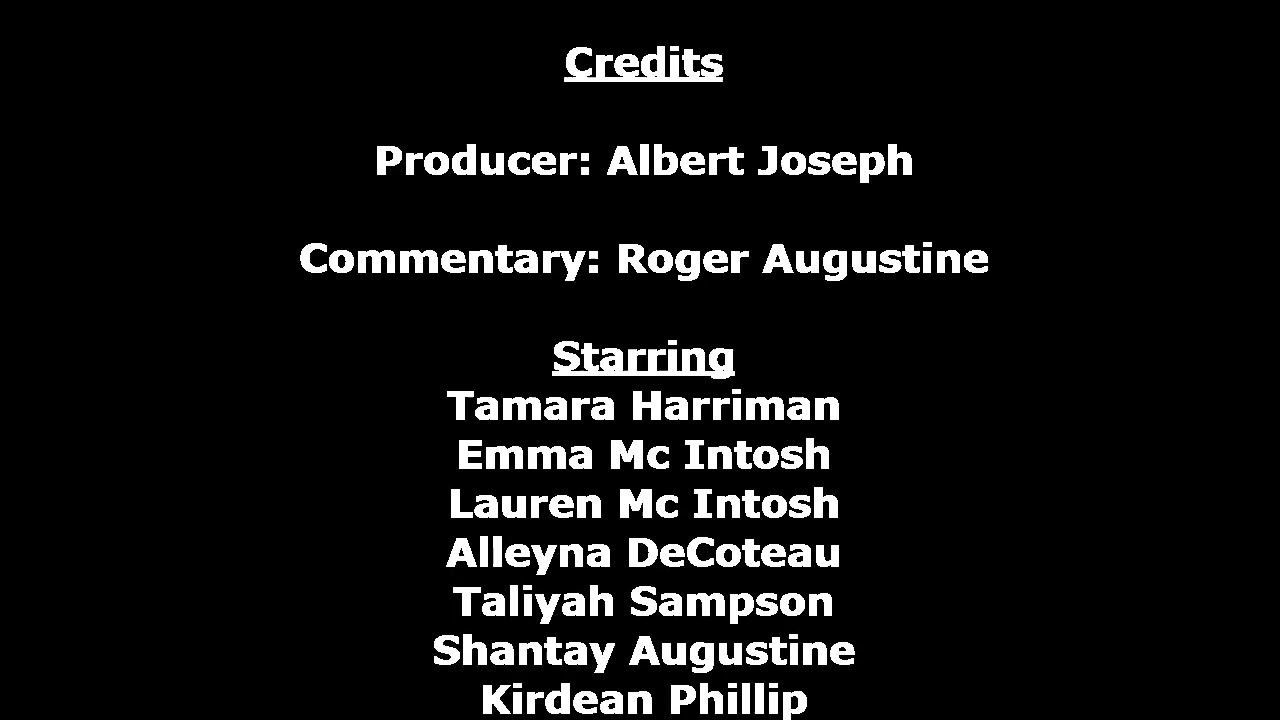 Credits
Producer: Albert Joseph
Commentary: Roger Augustine
Starring
Tamara Harriman
Emma Mc Intosh
Lauren Mc Intosh
Alleyna DeCoteau
Taliyah Sampson
Shantay Augustine
Kirdean Phillip